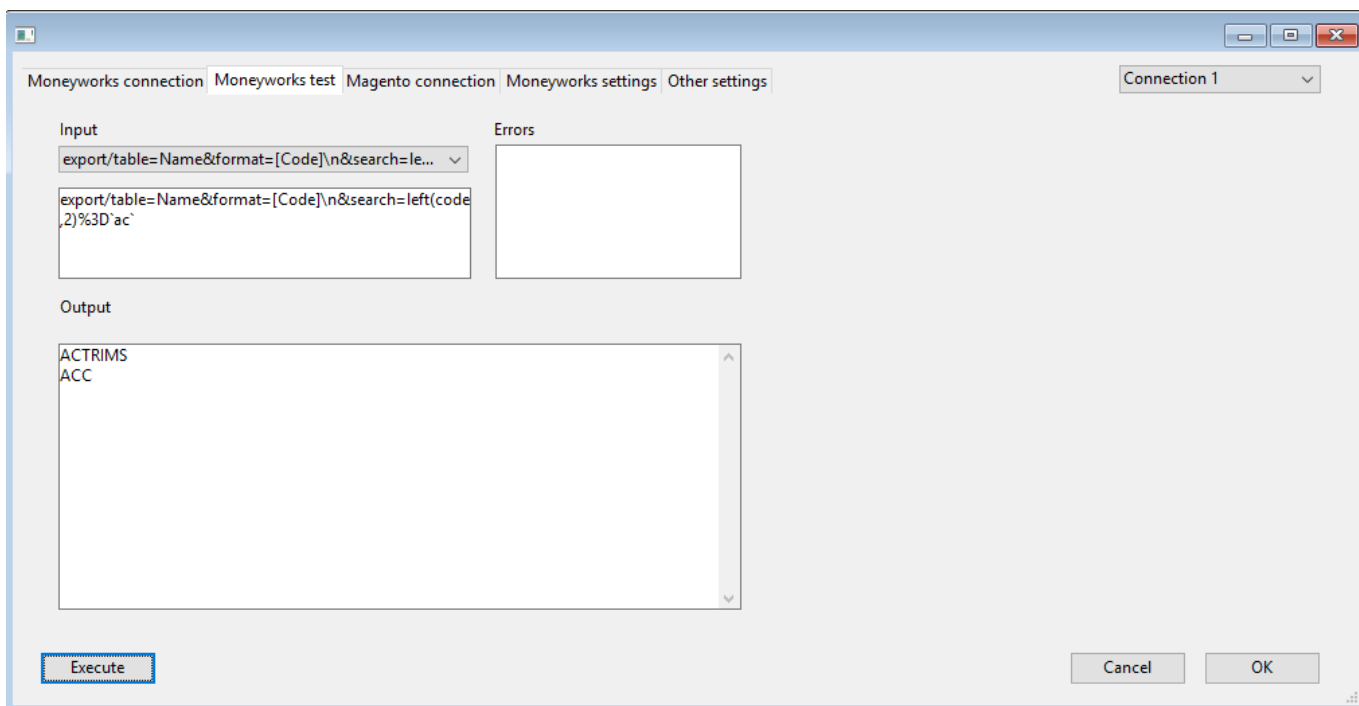 Moneyworks connection Moneyworks test Magento connection Moneyworks settings Other settings
Connection 1
Input
Errors
export/table=Name&format=[Code]\n&search=le...
export/table=Name&format=[Code]\n&search=left(code
,2)%3D`ac`
Output
ACTRIMS
ACC
Execute
Cancel
OK